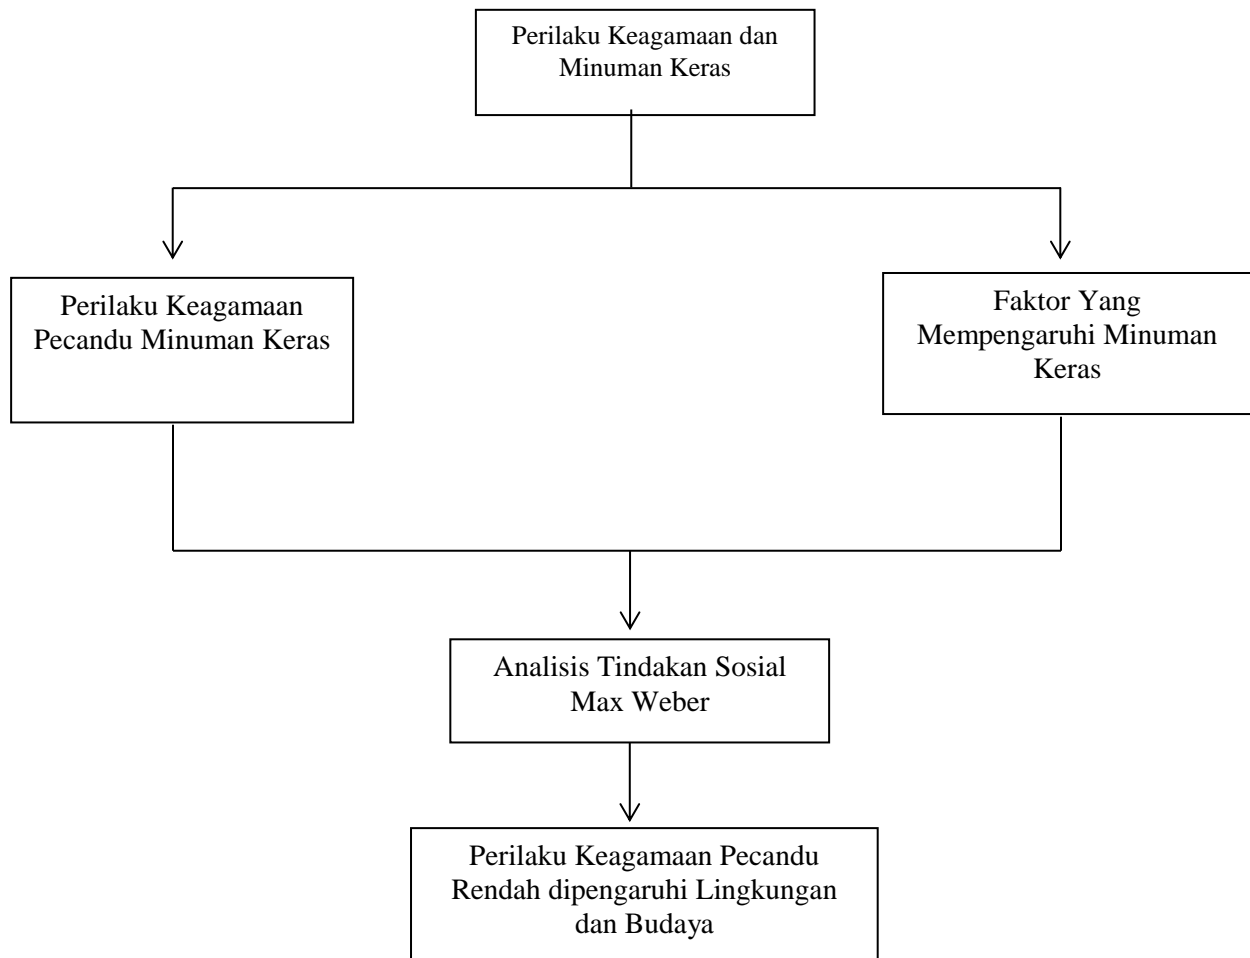 Perilaku Keagamaan dan
Minuman Keras
Perilaku Keagamaan
Pecandu Minuman Keras
Faktor Yang
Mempengaruhi Minuman
Keras
Analisis Tindakan Sosial
Max Weber
Perilaku Keagamaan Pecandu
Rendah dipengaruhi Lingkungan
dan Budaya